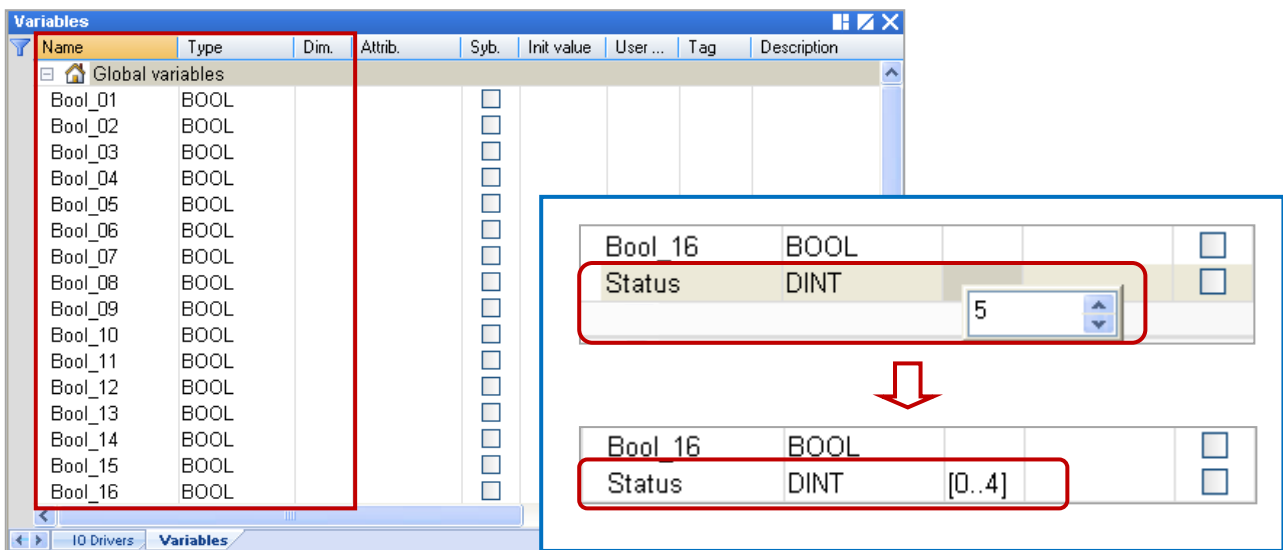 Variables
Name Type Dim. Attrib. Syb. Init value User ... Tag Description
Global variables
Bool_01 BOOL
Bool_02 BOOL
Bool_03 BOOL
Bool_04 BOOL
Bool_05 BOOL
Bool_06 BOOL
Bool_07 BOOL
Bool_08 BOOL
Bool_09 BOOL
Bool_10 BOOL
Bool_11 BOOL
Bool_12 BOOL
Bool_13 BOOL
Bool_14 BOOL
Bool_15 BOOL
Bool_16 BOOL
IO Drivers Variables
Bool_16 BOOL
Status DINT
5
Bool_16 BOOL
Status DINT [0..4]